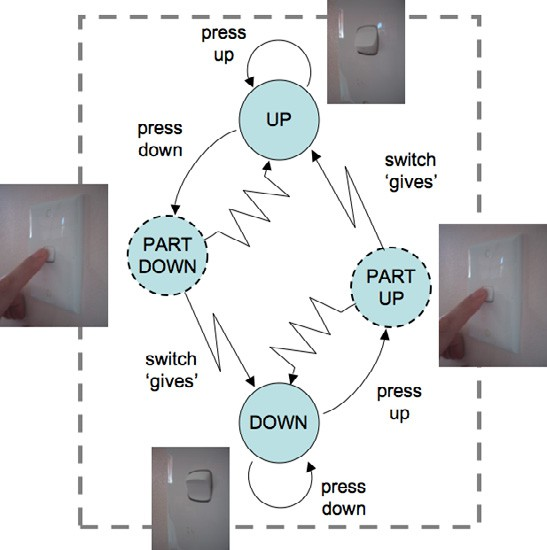 press
up
UP
press
down
switch
‘gives’
PART
DOWN
PART
UP
switch
‘gives’
press
up
DOWN
press
down